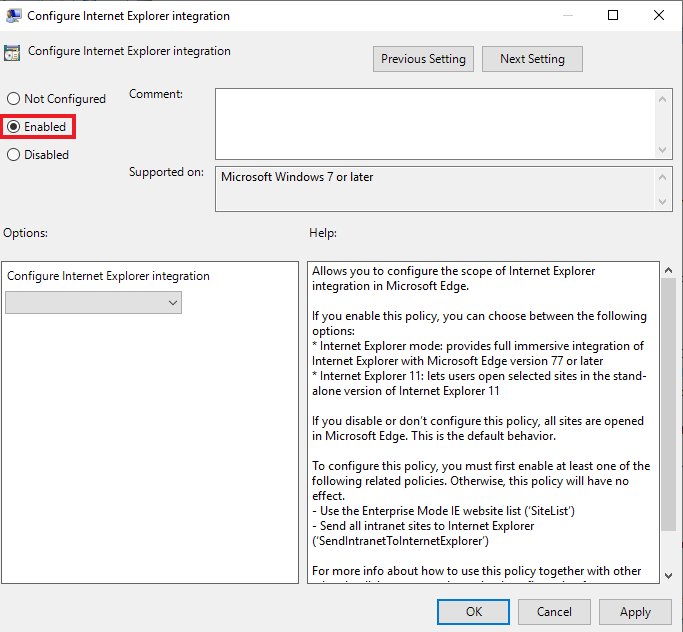 Configure Internet Explorer integration
Configure Internet Explorer integration
Previous Setting
Next Setting
Not Configured
Comment:
Enabled
Disabled
Supported on:
Microsoft Windows 7 or later
Options:
Help:
Configure Internet Explorer integration
Allows you to configure the scope of Internet Explorer
integration in Microsoft Edge.
If you enable this policy, you can choose between the following
options:
* Internet Explorer mode: provides full immersive integration of
Internet Explorer with Microsoft Edge version 77 or later
* Internet Explorer 11: lets users open selected sites in the stand-
alone version of Internet Explorer 11
If you disable or don’t configure this policy, all sites are opened
in Microsoft Edge. This is the default behavior.
To configure this policy, you must first enable at least one of the
following related policies. Otherwise, this policy will have no
effect.
- Use the Enterprise Mode IE website list (‘SiteList’)
- Send all intranet sites to Internet Explorer
(‘SendIntranetToInternetExplorer’)
For more info about how to use this policy together with other
OK
Cancel
Apply